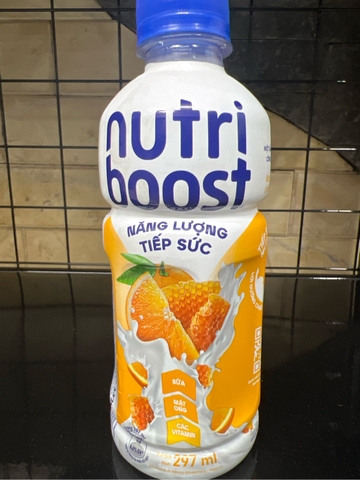 nutri
boost
NĂNG LƯỢNG
TIẾP SỨC
SỮA
MẬT ONG
CÁC VITAMIN
297 ml